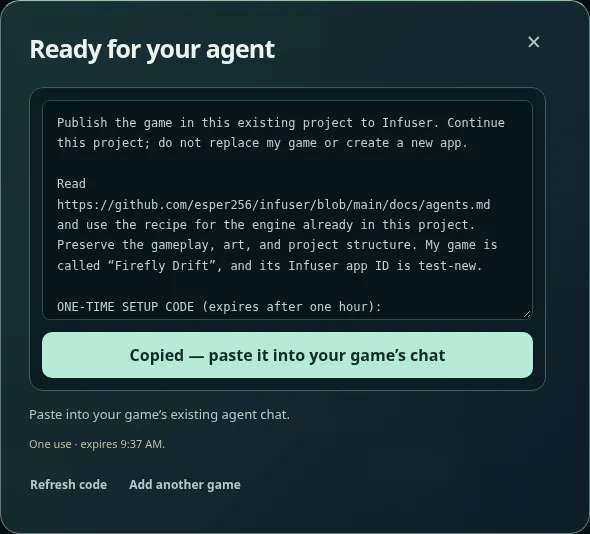 Ready for your agent
Publish the game in this existing project to Infuser. Continue
this project; do not replace my game or create a new app.
Read
https://github.com/esper256/infuser/blob/main/docs/agents.md
and use the recipe for the engine already in this project.
Preserve the gameplay, art, and project structure. My game is
called “Firefly Drift”, and its Infuser app ID is test-new.
ONE-TIME SETUP CODE (expires after one hour):
Copied — paste it into your game’s chat
Paste into your game’s existing agent chat.
One use · expires 9:37 AM.
Refresh code Add another game